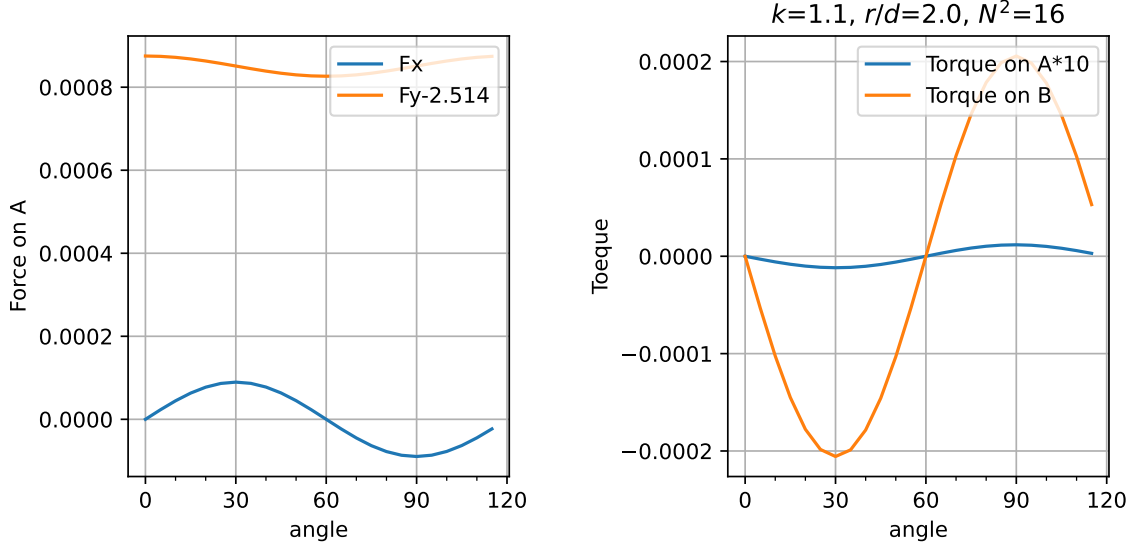 Fx
Fy-2.514
0.0008
0.0006
0.0004
0.0002
0.0000
0
30
60
90
120
angle
Force on A
k=1.1, r/d=2.0, N²=16
Torque on A*10
Torque on B
0.0002
0.0001
0.0000
−0.0001
−0.0002
0
30
60
90
120
angle
Toeque